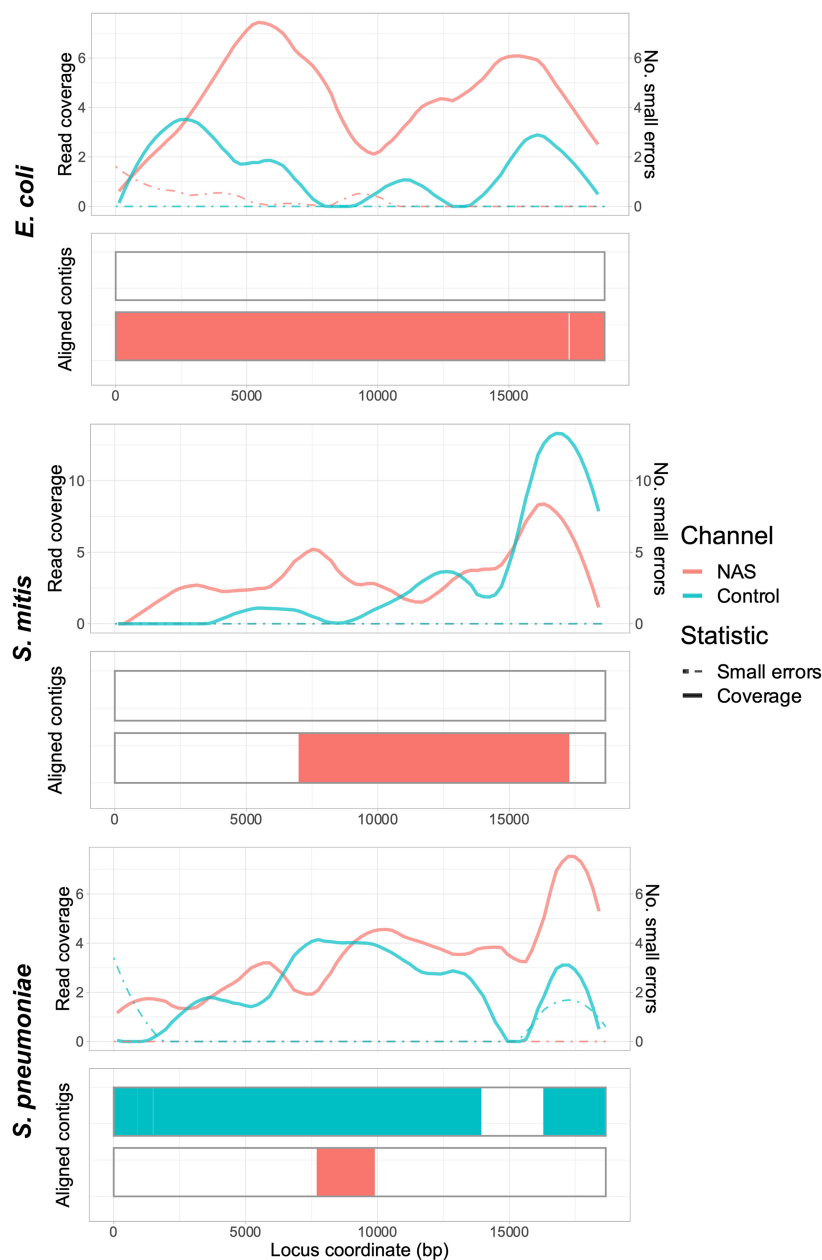 E. coli
Read coverage
No. small errors
6
4
2
0
6
4
2
0
Aligned contigs
0 5000 10000 15000
S. mitis
Read coverage
No. small errors
10
5
0
10
5
0
Aligned contigs
0 5000 10000 15000
Channel
NAS
Control
Statistic
Small errors
Coverage
S. pneumoniae
Read coverage
No. small errors
6
4
2
0
6
4
2
0
Aligned contigs
0 5000 10000 15000
Locus coordinate (bp)